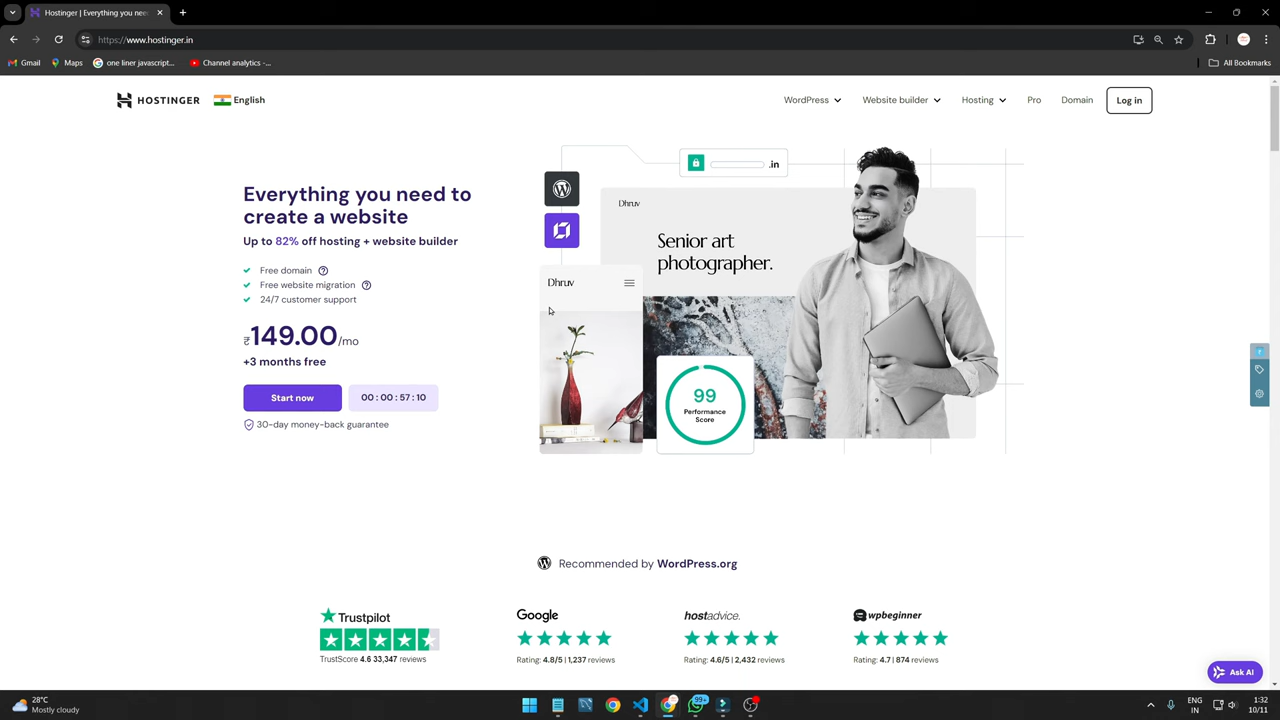 Hostinger | Everything you nee
https://www.hostinger.in
Gmail
Maps
one liner javascript...
Channel analytics -...
All Bookmarks
HOSTINGER
English
WordPress
Website builder
Hosting
Pro
Domain
Log in
Everything you need to
create a website
Up to 82% off hosting + website builder
Free domain
Free website migration
24/7 customer support
₹149.00/mo
+3 months free
Start now
00 : 00 : 57 : 10
30-day money-back guarantee
.in
Dhruv
Senior art
photographer.
Dhruv
99
Performance
Score
Recommended by WordPress.org
Trustpilot
TrustScore 4.6 33,347 reviews
Google
Rating: 4.8/5 | 1,237 reviews
hostadvice.
Rating: 4.6/5 | 2,432 reviews
wpbeginner
Rating: 4.7 | 874 reviews
Ask AI
28°C
Mostly cloudy
99+
ENG
IN
1:32
10/11